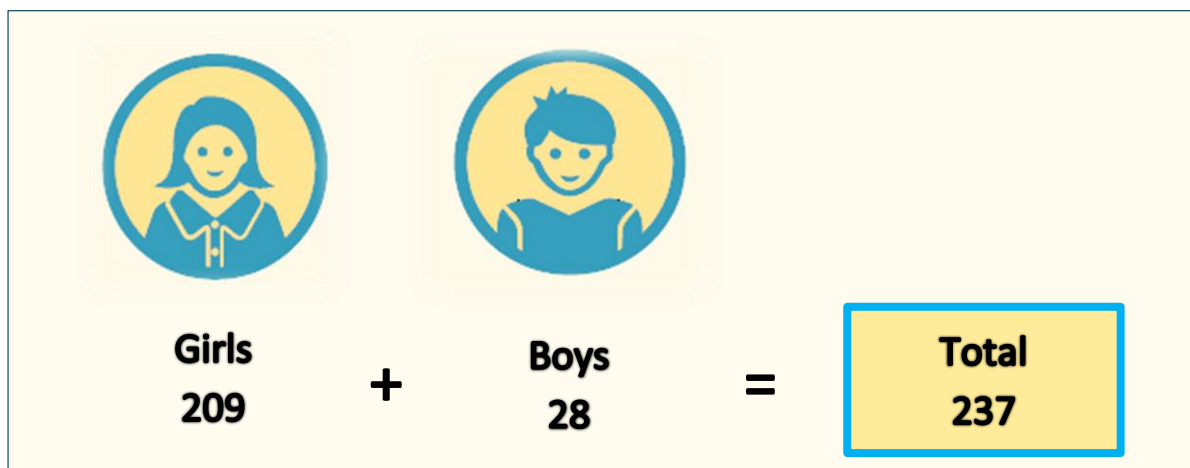 Girls
209
+
Boys
28
=
Total
237